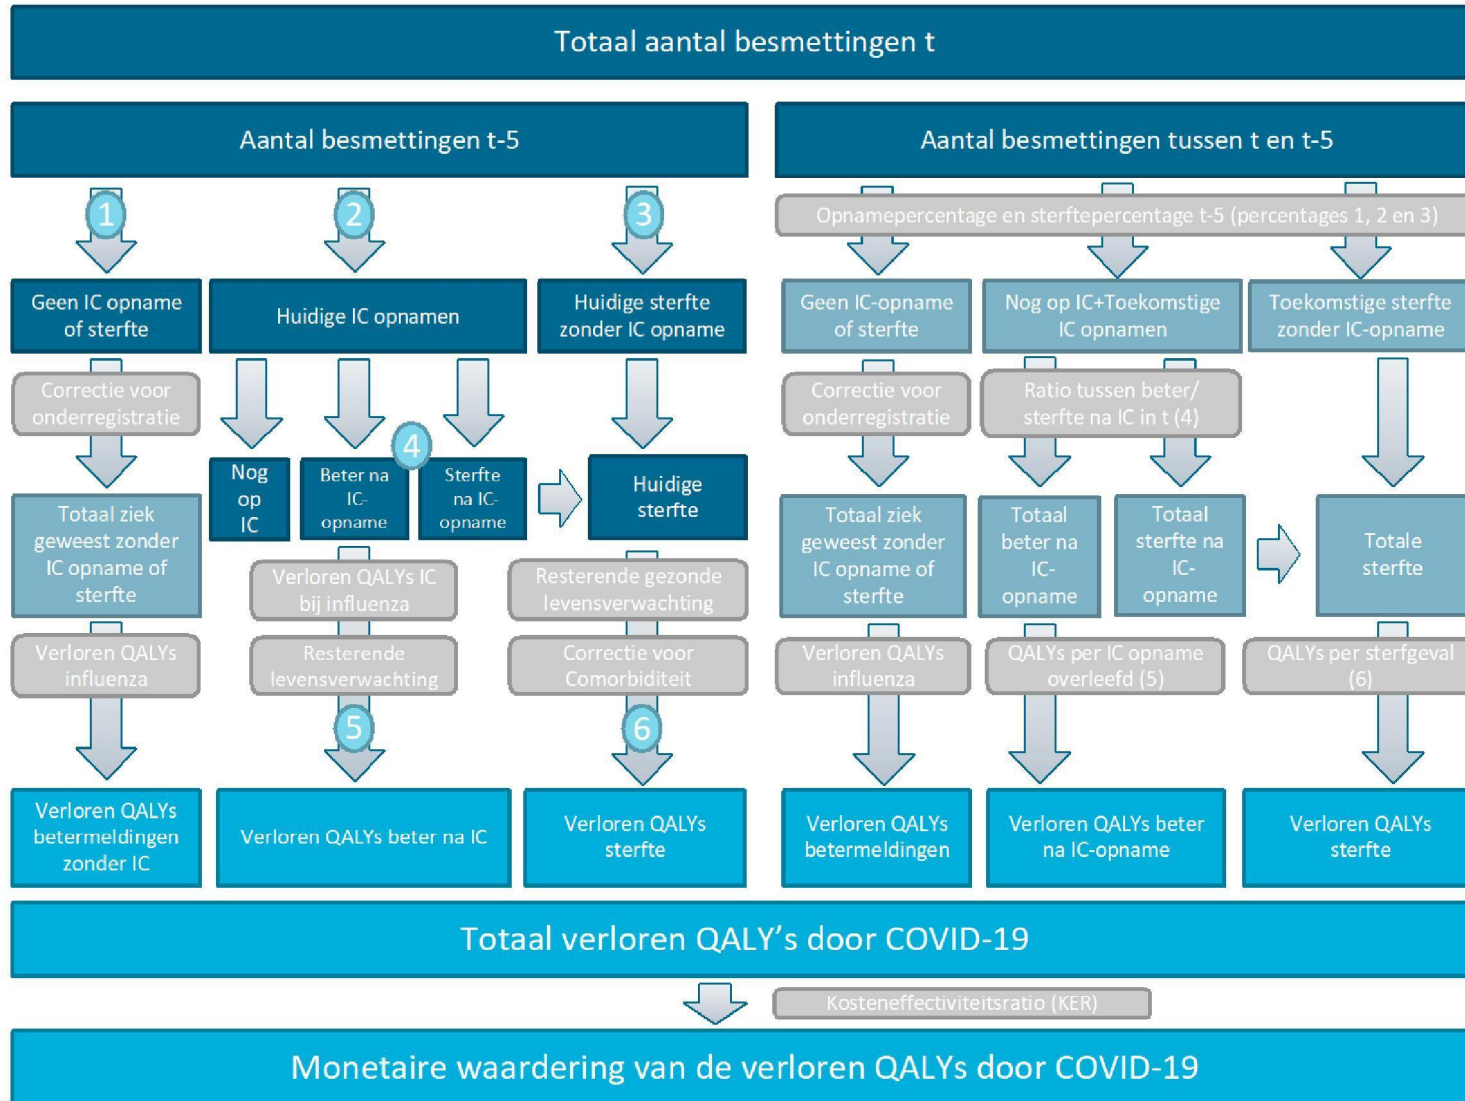 Totaal aantal besmettingen t
Aantal besmettingen t-5
Aantal besmettingen tussen t en t-5
1
2
3
Opnamepercentage en sterftepercentage t-5 (percentages 1, 2 en 3)
Geen IC opname
of sterfte
Huidige IC opnamen
Huidige sterfte
zonder IC opname
Geen IC-opname
of sterfte
Nog op IC+Toekomstige
IC opnamen
Toekomstige sterfte
zonder IC-opname
Correctie voor
onderregistratie
Correctie voor
onderregistratie
Ratio tussen beter/
sterfte na IC in t (4)
4
Nog
op
IC
Beter na
IC-
opname
Sterfte
na IC-
opname
Huidige
sterfte
Totaal ziek
geweest zonder
IC opname of
sterfte
Totaal ziek
geweest zonder
IC opname of
sterfte
Totaal
beter na
IC-
opname
Totaal
sterfte na
IC-
opname
Totale
sterfte
Verloren QALYs IC
bij influenza
Resterende gezonde
levensverwachting
Verloren QALYs
influenza
Resterende
levensverwachting
Correctie voor
Comorbiditeit
Verloren QALYs
influenza
QALYs per IC opname
overleefd (5)
QALYs per sterfgeval
(6)
5
6
Verloren QALYs
betermeldingen
zonder IC
Verloren QALYs beter na IC
Verloren QALYs
sterfte
Verloren QALYs
betermeldingen
Verloren QALYs beter
na IC-opname
Verloren QALYs
sterfte
Totaal verloren QALY's door COVID-19
Kosteneffectiviteitsratio (KER)
Monetaire waardering van de verloren QALYs door COVID-19